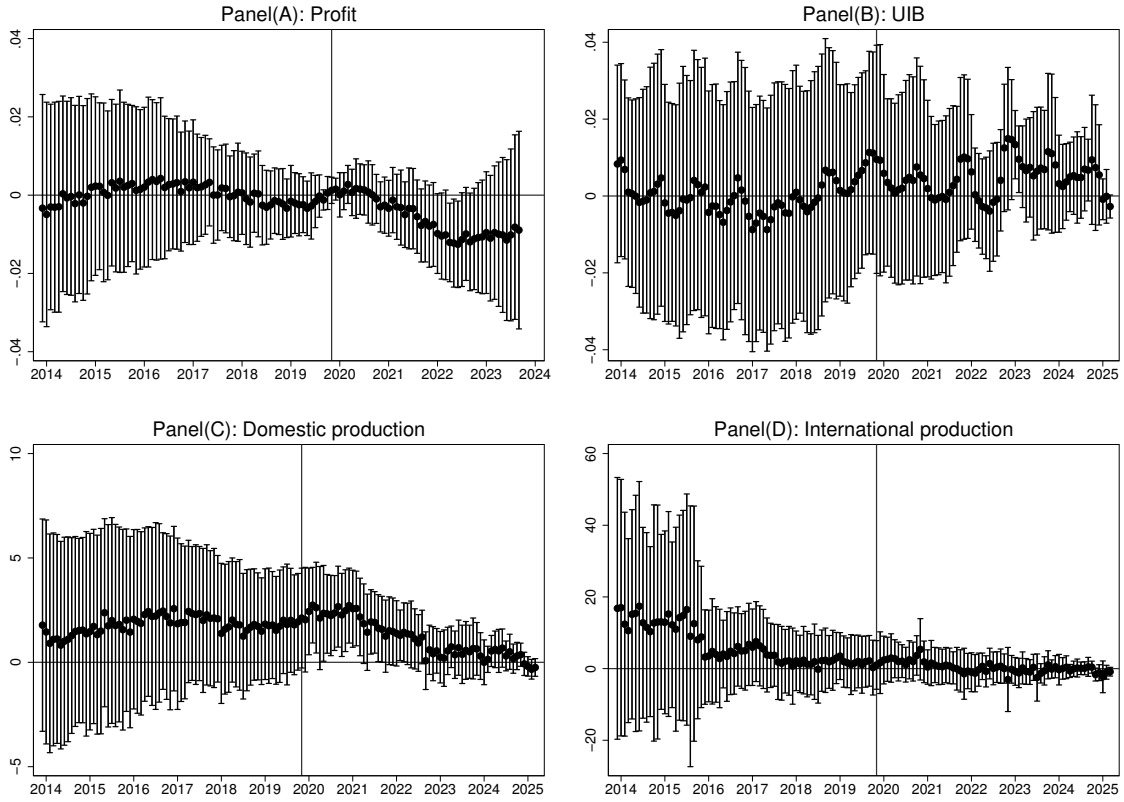 Panel(A): Profit
.04
.02
0
-.02
-.04
2014 2015 2016 2017 2018 2019 2020 2021 2022 2023 2024
Panel(B): UIB
.04
.02
0
-.02
-.04
2014 2015 2016 2017 2018 2019 2020 2021 2022 2023 2024 2025
Panel(C): Domestic production
10
5
0
-5
2014 2015 2016 2017 2018 2019 2020 2021 2022 2023 2024 2025
Panel(D): International production
60
40
20
0
-20
2014 2015 2016 2017 2018 2019 2020 2021 2022 2023 2024 2025